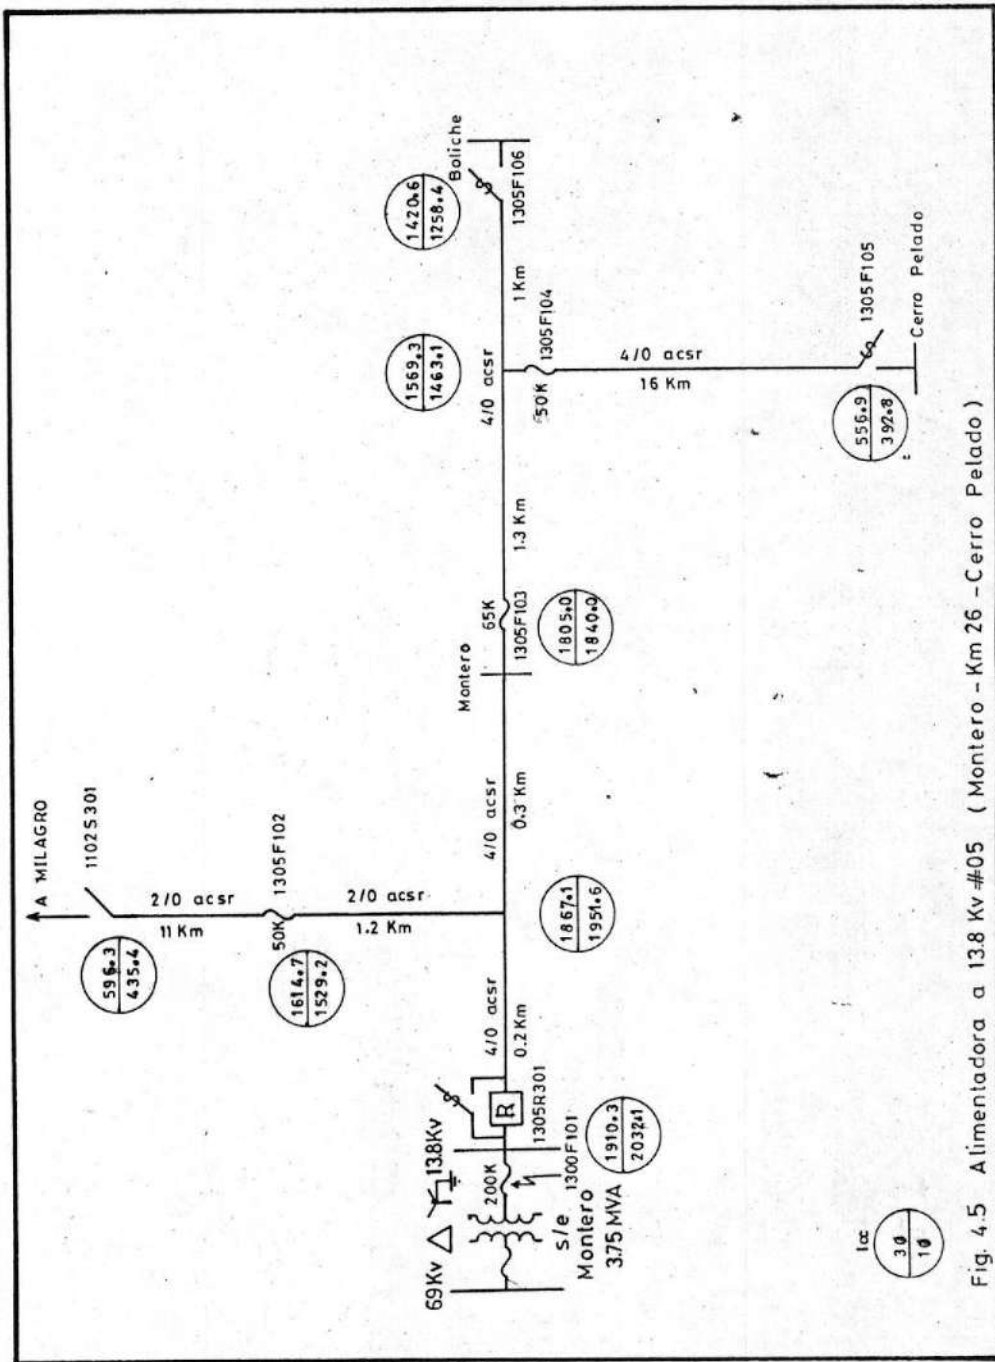 A MILAGRO
1102S301
596.3
435.4
2/0 acsr
11 Km
1305F102
50K
1614.7
1529.2
2/0 acsr
1.2 Km
69Kv
13.8Kv
200K
1300F101
s/e
Montero
3.75 MVA
R
1305R301
1910.3
2032.1
4/0 acsr
0.2 Km
1867.1
1951.6
4/0 acsr
0.3 Km
Montero
65K
1305F103
1805.0
1840.0
1.3 Km
4/0 acsr
1569.3
1463.1
1 Km
1420.6
1258.4
Boliche
1305F106
1305F104
50K
4/0 acsr
16 Km
1305F105
556.9
392.8
Cerro Pelado
Icc
3Ø
1Ø
Fig. 4.5 Alimentadora a 13.8 Kv #05 (Montero - Km 26 - Cerro Pelado)